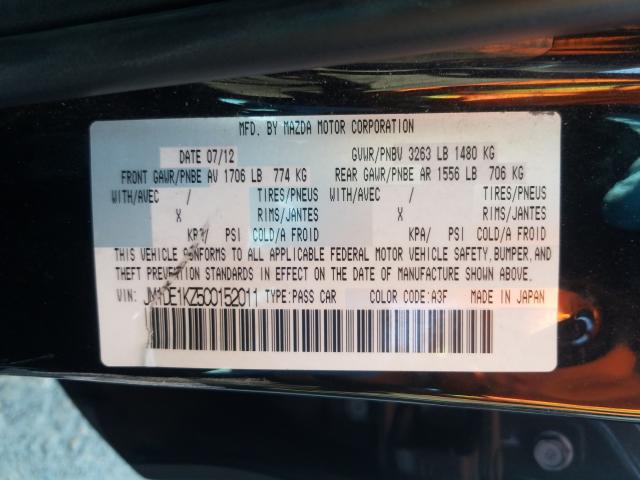 MFD. BY MAZDA MOTOR CORPORATION
DATE 07/12 GVWR/PNBV 3263 LB 1480 KG
FRONT GAWR/PNBE AV 1706 LB 774 KG REAR GAWR/PNBE AR 1556 LB 706 KG
WITH/AVEC / TIRES/PNEUS WITH/AVEC / TIRES/PNEUS
X RIMS/JANTES X RIMS/JANTES
KPA/ PSI COLD/A FROID KPA/ PSI COLD/A FROID
THIS VEHICLE CONFORMS TO ALL APPLICABLE FEDERAL MOTOR VEHICLE SAFETY, BUMPER, AND
THEFT PREVENTION STANDARDS IN EFFECT ON THE DATE OF MANUFACTURE SHOWN ABOVE.
VIN: JM1DE1KZ5C0152011 TYPE: PASS CAR COLOR CODE: A3F MADE IN JAPAN